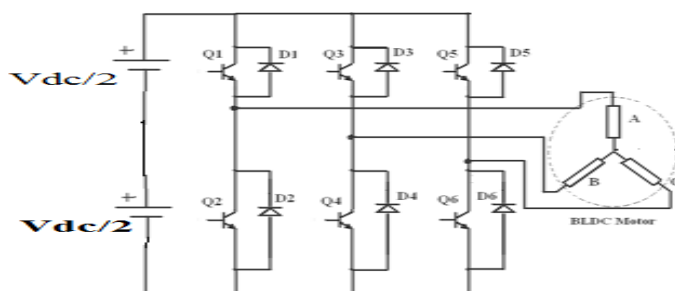 +
Vdc/2
Q1
D1
Q3
D3
Q5
D5
A
B
C
BLDC Motor
+
Vdc/2
Q2
D2
Q4
D4
Q6
D6